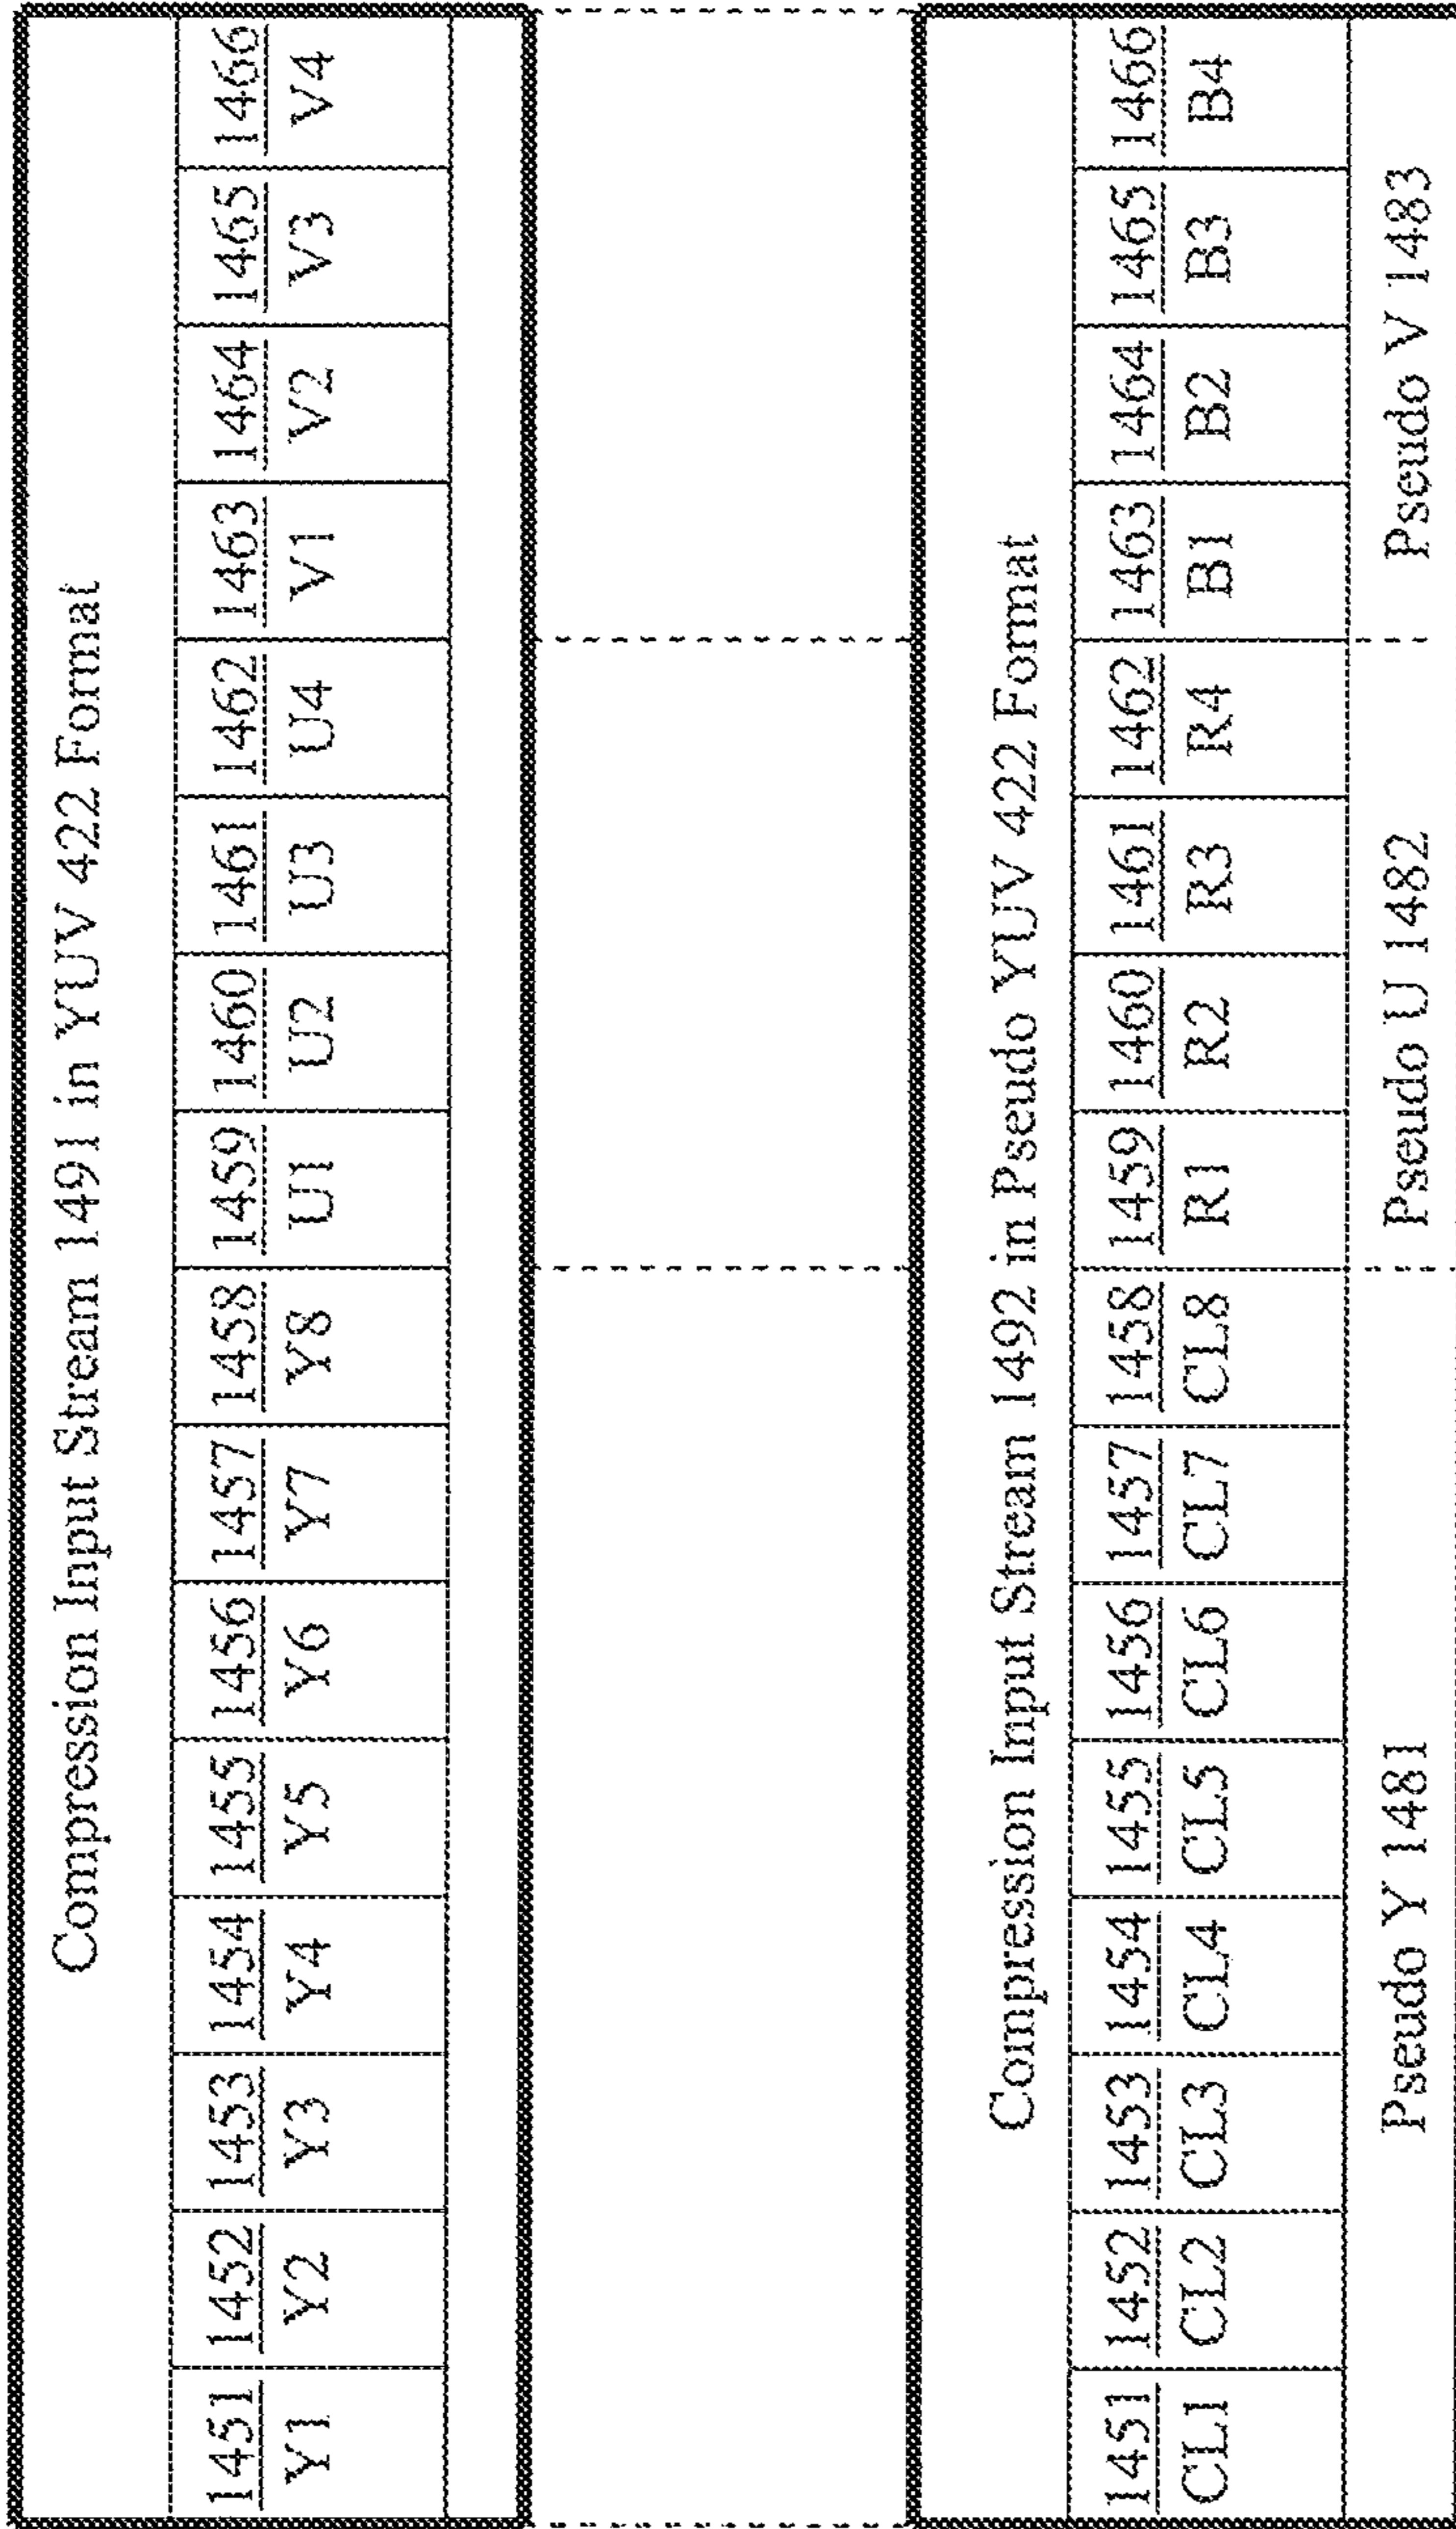 Compression Input Stream 1491 in YUV 422 Format
1451 1452 1453 1454 1455 1456 1457 1458 1459 1460 1461 1462 1463 1464 1465 1466
Y1 Y2 Y3 Y4 Y5 Y6 Y7 Y8 U1 U2 U3 U4 V1 V2 V3 V4
Compression Input Stream 1492 in Pseudo YUV 422 Format
1451 1452 1453 1454 1455 1456 1457 1458 1459 1460 1461 1462 1463 1464 1465 1466
CL1 CL2 CL3 CL4 CL5 CL6 CL7 CL8 R1 R2 R3 R4 B1 B2 B3 B4
Pseudo Y 1481 Pseudo U 1482 Pseudo V 1483